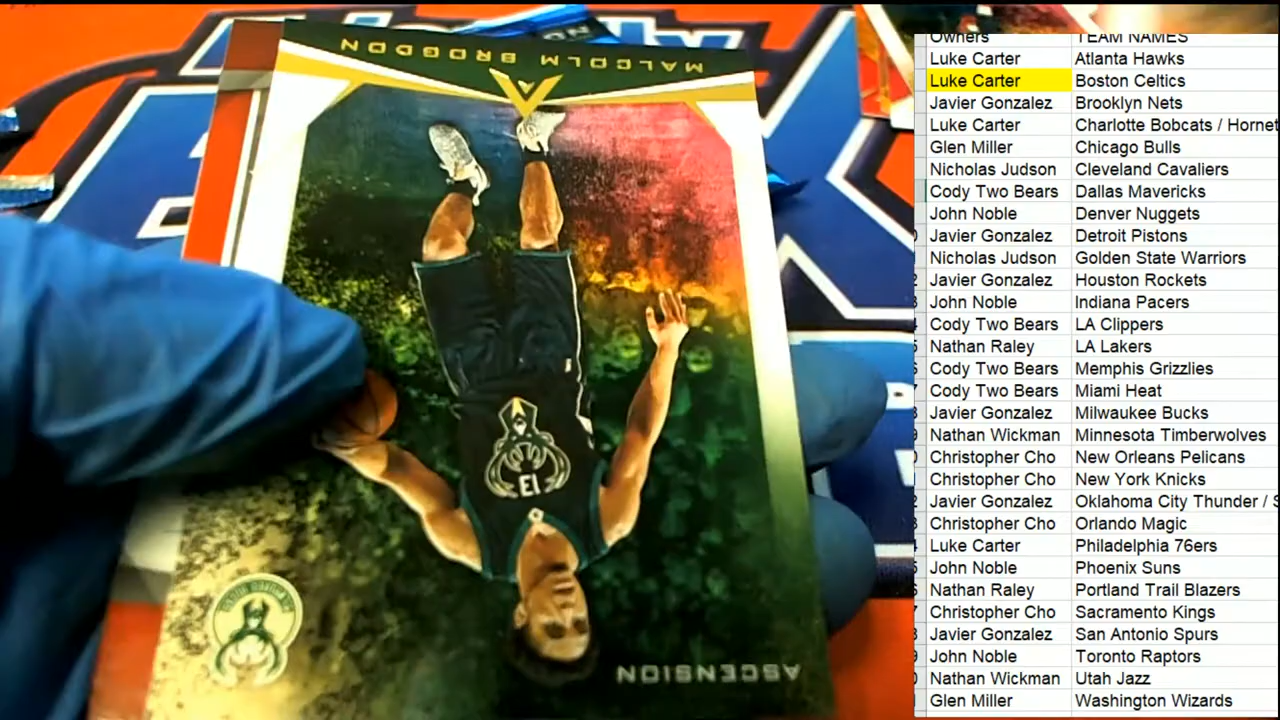 MALCOLM BROGDON
13
ASCENSION
Owners TEAM NAMES
Luke Carter Atlanta Hawks
Luke Carter Boston Celtics
Javier Gonzalez Brooklyn Nets
Luke Carter Charlotte Bobcats / Hornet
Glen Miller Chicago Bulls
Nicholas Judson Cleveland Cavaliers
Cody Two Bears Dallas Mavericks
John Noble Denver Nuggets
Javier Gonzalez Detroit Pistons
Nicholas Judson Golden State Warriors
Javier Gonzalez Houston Rockets
John Noble Indiana Pacers
Cody Two Bears LA Clippers
Nathan Raley LA Lakers
Cody Two Bears Memphis Grizzlies
Cody Two Bears Miami Heat
Javier Gonzalez Milwaukee Bucks
Nathan Wickman Minnesota Timberwolves
Christopher Cho New Orleans Pelicans
Christopher Cho New York Knicks
Javier Gonzalez Oklahoma City Thunder / S
Christopher Cho Orlando Magic
Luke Carter Philadelphia 76ers
John Noble Phoenix Suns
Nathan Raley Portland Trail Blazers
Christopher Cho Sacramento Kings
Javier Gonzalez San Antonio Spurs
John Noble Toronto Raptors
Nathan Wickman Utah Jazz
Glen Miller Washington Wizards